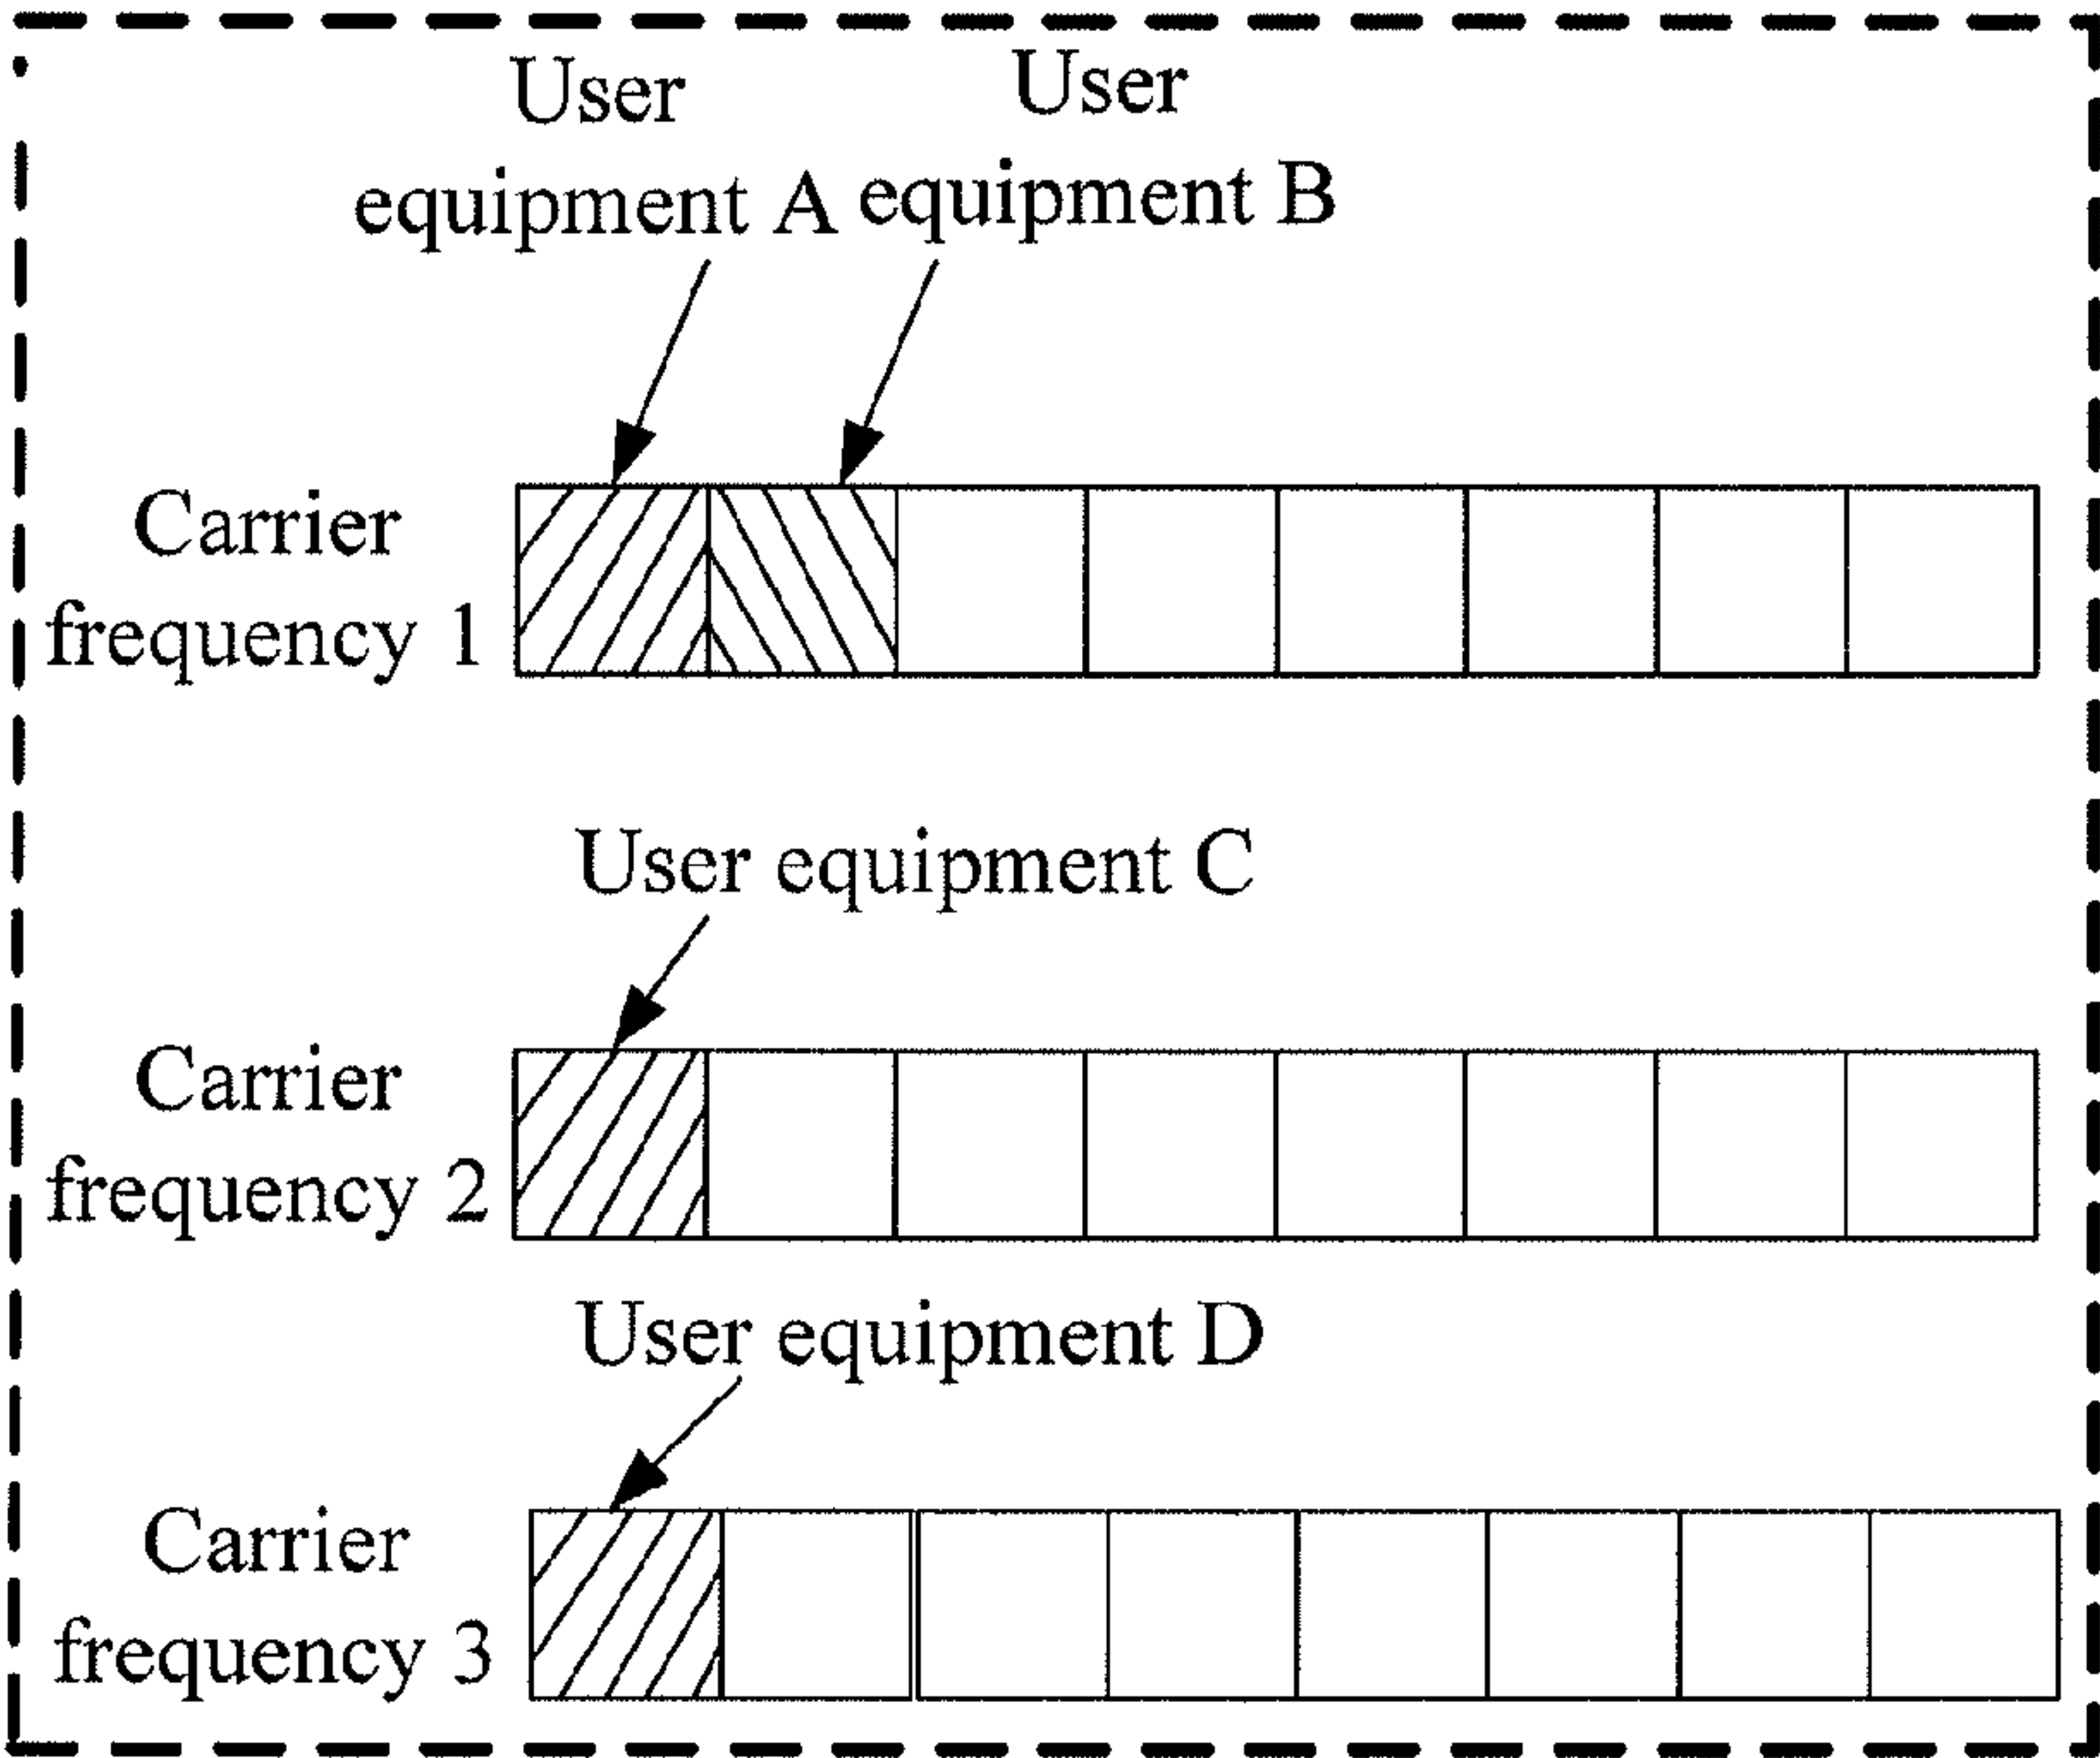 User
equipment A
User
equipment B
Carrier
frequency 1
User equipment C
Carrier
frequency 2
User equipment D
Carrier
frequency 3